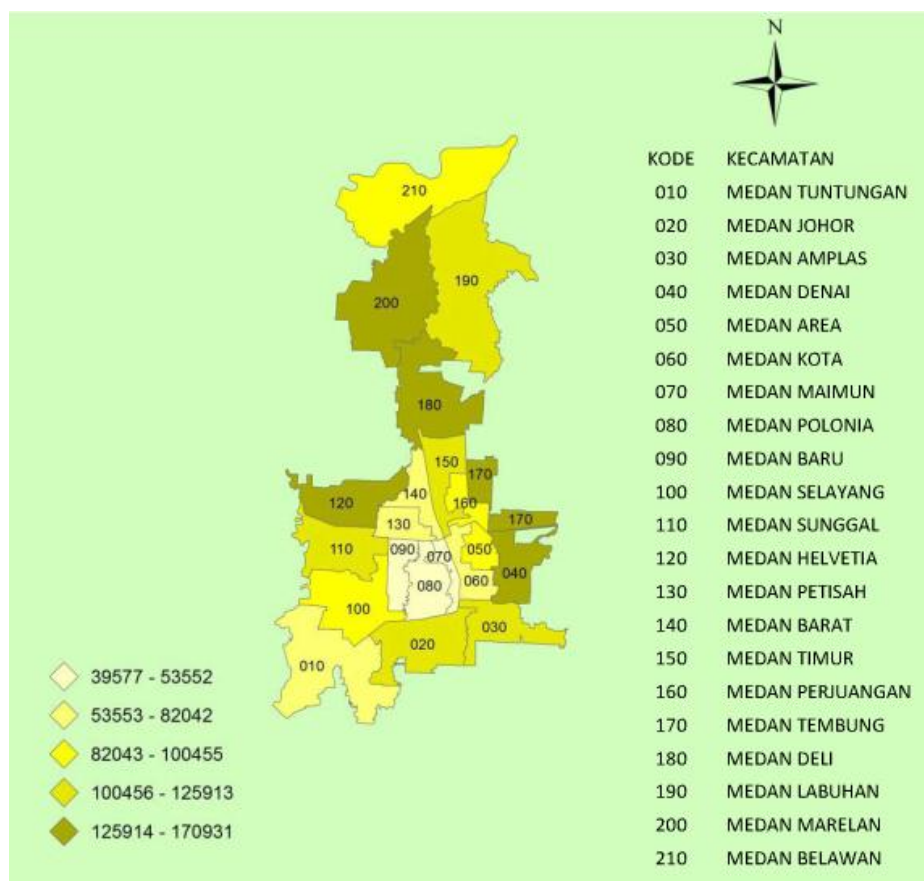 N
KODE KECAMATAN
010 MEDAN TUNTUNGAN
020 MEDAN JOHOR
030 MEDAN AMPLAS
040 MEDAN DENAI
050 MEDAN AREA
060 MEDAN KOTA
070 MEDAN MAIMUN
080 MEDAN POLONIA
090 MEDAN BARU
100 MEDAN SELAYANG
110 MEDAN SUNGGAL
120 MEDAN HELVETIA
130 MEDAN PETISAH
140 MEDAN BARAT
150 MEDAN TIMUR
160 MEDAN PERJUANGAN
170 MEDAN TEMBUNG
180 MEDAN DELI
190 MEDAN LABUHAN
200 MEDAN MARELAN
210 MEDAN BELAWAN
210
190
200
180
150
170
140
120
160
130
170
110
090
070
050
040
060
080
100
030
020
010
39577 - 53552
53553 - 82042
82043 - 100455
100456 - 125913
125914 - 170931